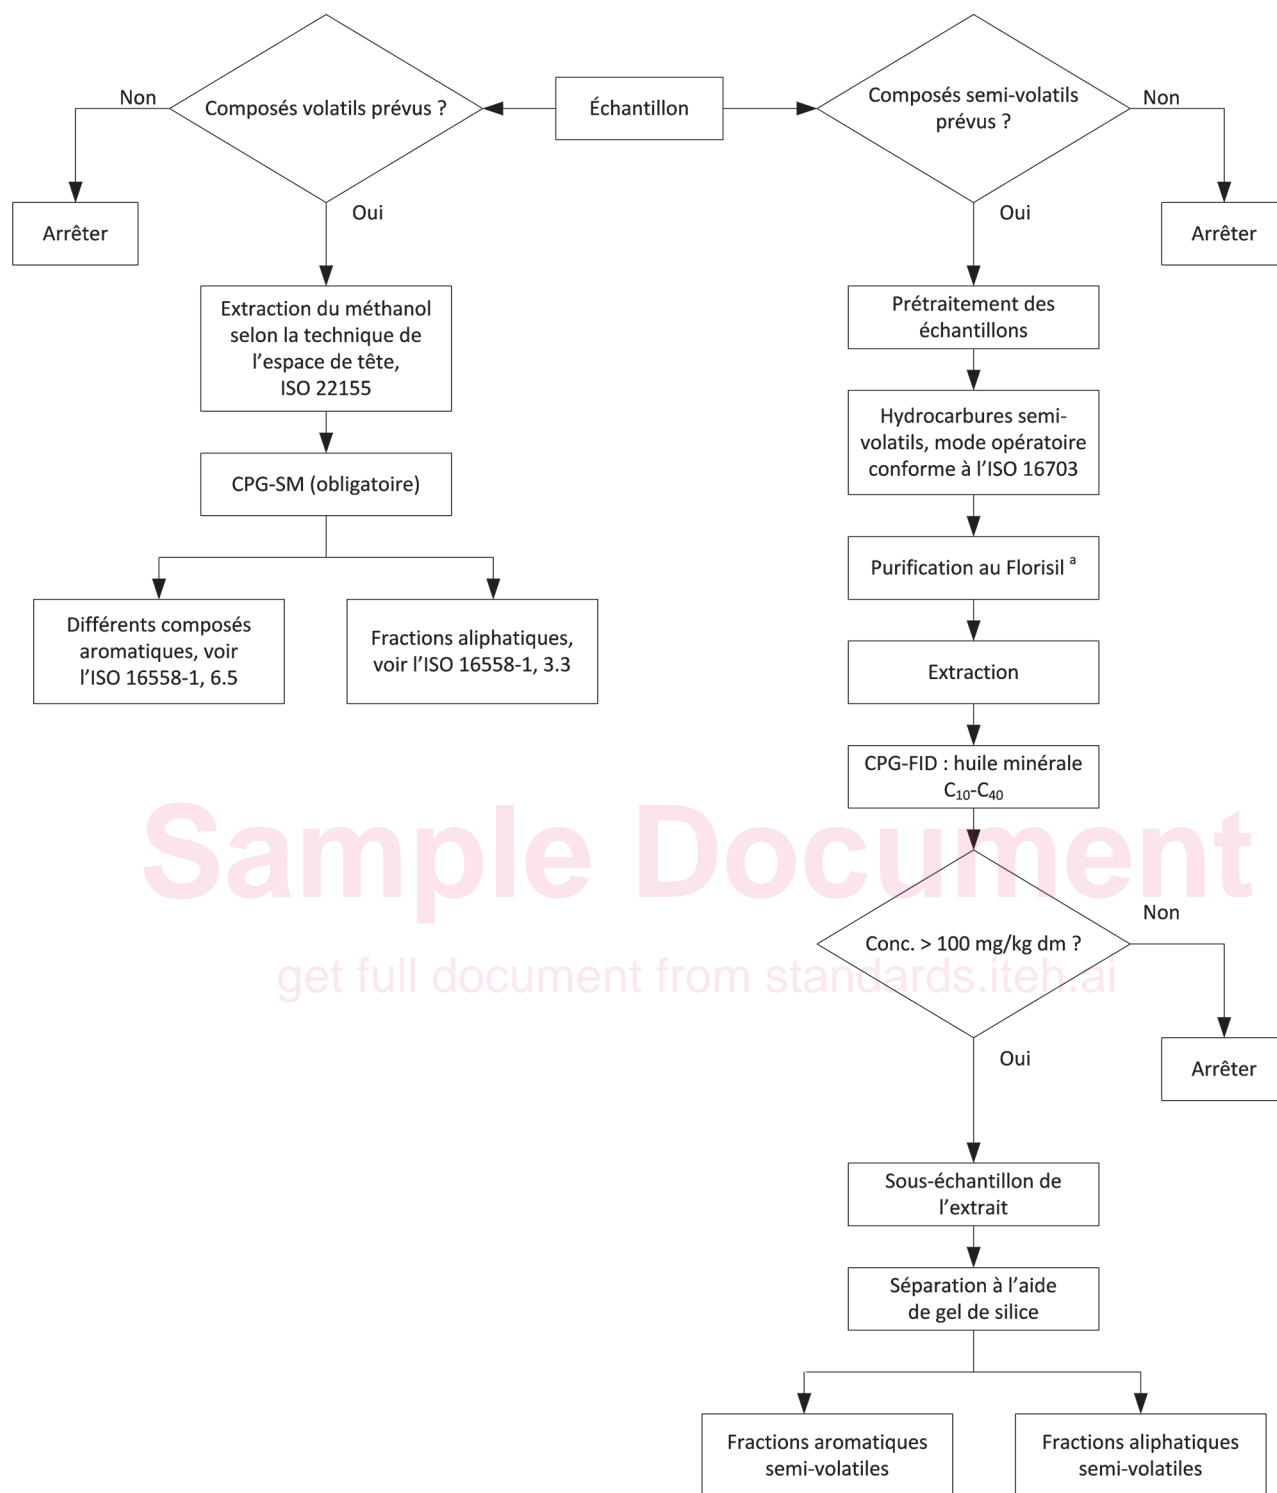 Non
Composés volatils prévus ?
Échantillon
Composés semi-volatils
prévus ?
Non
Arrêter
Oui
Oui
Arrêter
Extraction du méthanol
selon la technique de
l’espace de tête,
ISO 22155
CPG-SM (obligatoire)
Différents composés
aromatiques, voir
l’ISO 16558-1, 6.5
Fractions aliphatiques,
voir l’ISO 16558-1, 3.3
Prétraitement des
échantillons
Hydrocarbures semi-
volatils, mode opératoire
conforme à l’ISO 16703
Purification au Florisil ᵃ
Extraction
CPG-FID : huile minérale
C₁₀-C₄₀
Sample Document
get full document from standards.iteh.ai
Conc. > 100 mg/kg dm ?
Non
Oui
Arrêter
Sous-échantillon de
l’extrait
Séparation à l’aide
de gel de silice
Fractions aromatiques
semi-volatiles
Fractions aliphatiques
semi-volatiles